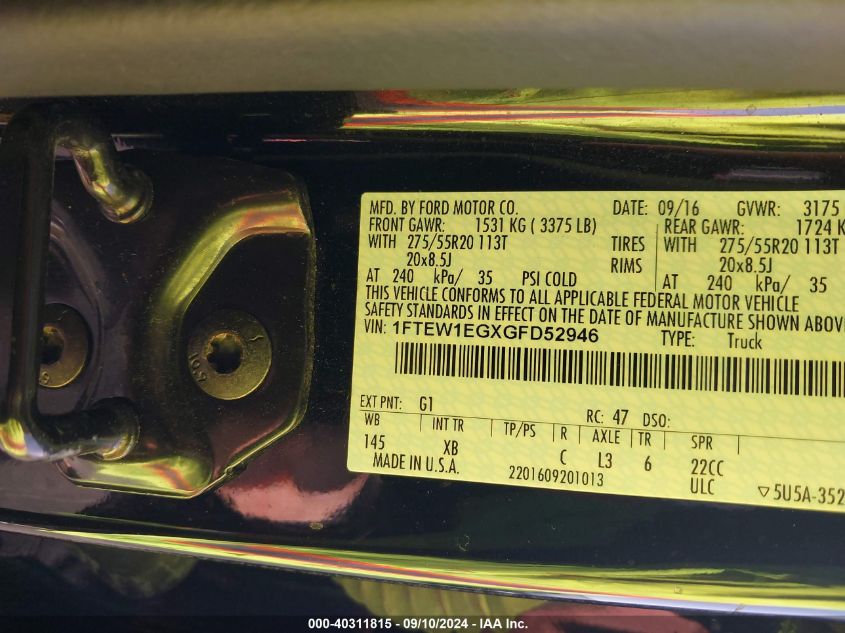 MFD. BY FORD MOTOR CO. DATE: 09/16 GVWR: 3175
FRONT GAWR: 1531 KG ( 3375 LB) REAR GAWR: 1724 K
WITH 275/55R20 113T TIRES WITH 275/55R20 113T
20x8.5J RIMS 20x8.5J
AT 240 kPa/ 35 PSI COLD AT 240 kPa/ 35
THIS VEHICLE CONFORMS TO ALL APPLICABLE FEDERAL MOTOR VEHICLE
SAFETY STANDARDS IN EFFECT ON THE DATE OF MANUFACTURE SHOWN ABOV
VIN: 1FTEW1EGXGFD52946 TYPE: Truck
EXT PNT: G1 RC: 47 DSO:
WB INT TR TP/PS R AXLE TR SPR
145 XB C L3 6 22CC
MADE IN U.S.A. 2201609201013 ULC ▽5U5A-352
10.9
000-40311815 - 09/10/2024 - IAA Inc.